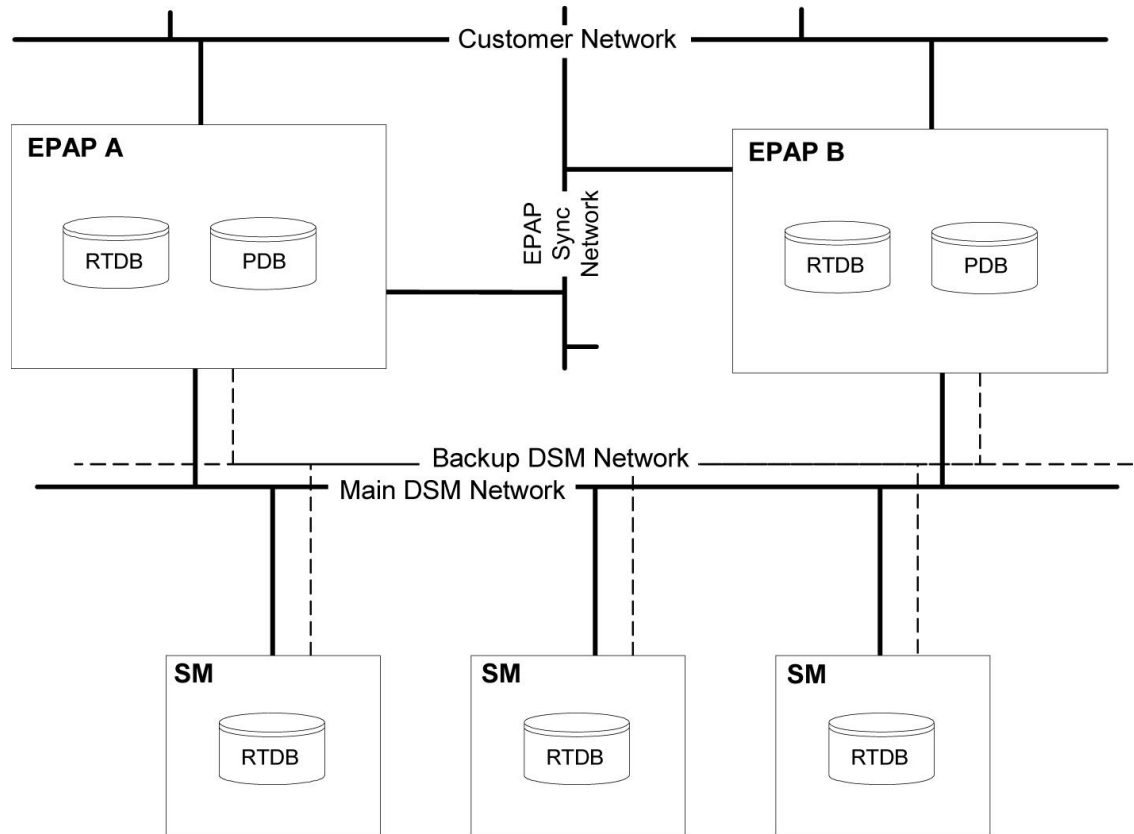 Customer Network
EPAP A
RTDB
PDB
EPAP
Sync
Network
EPAP B
RTDB
PDB
Backup DSM Network
Main DSM Network
SM
RTDB
SM
RTDB
SM
RTDB